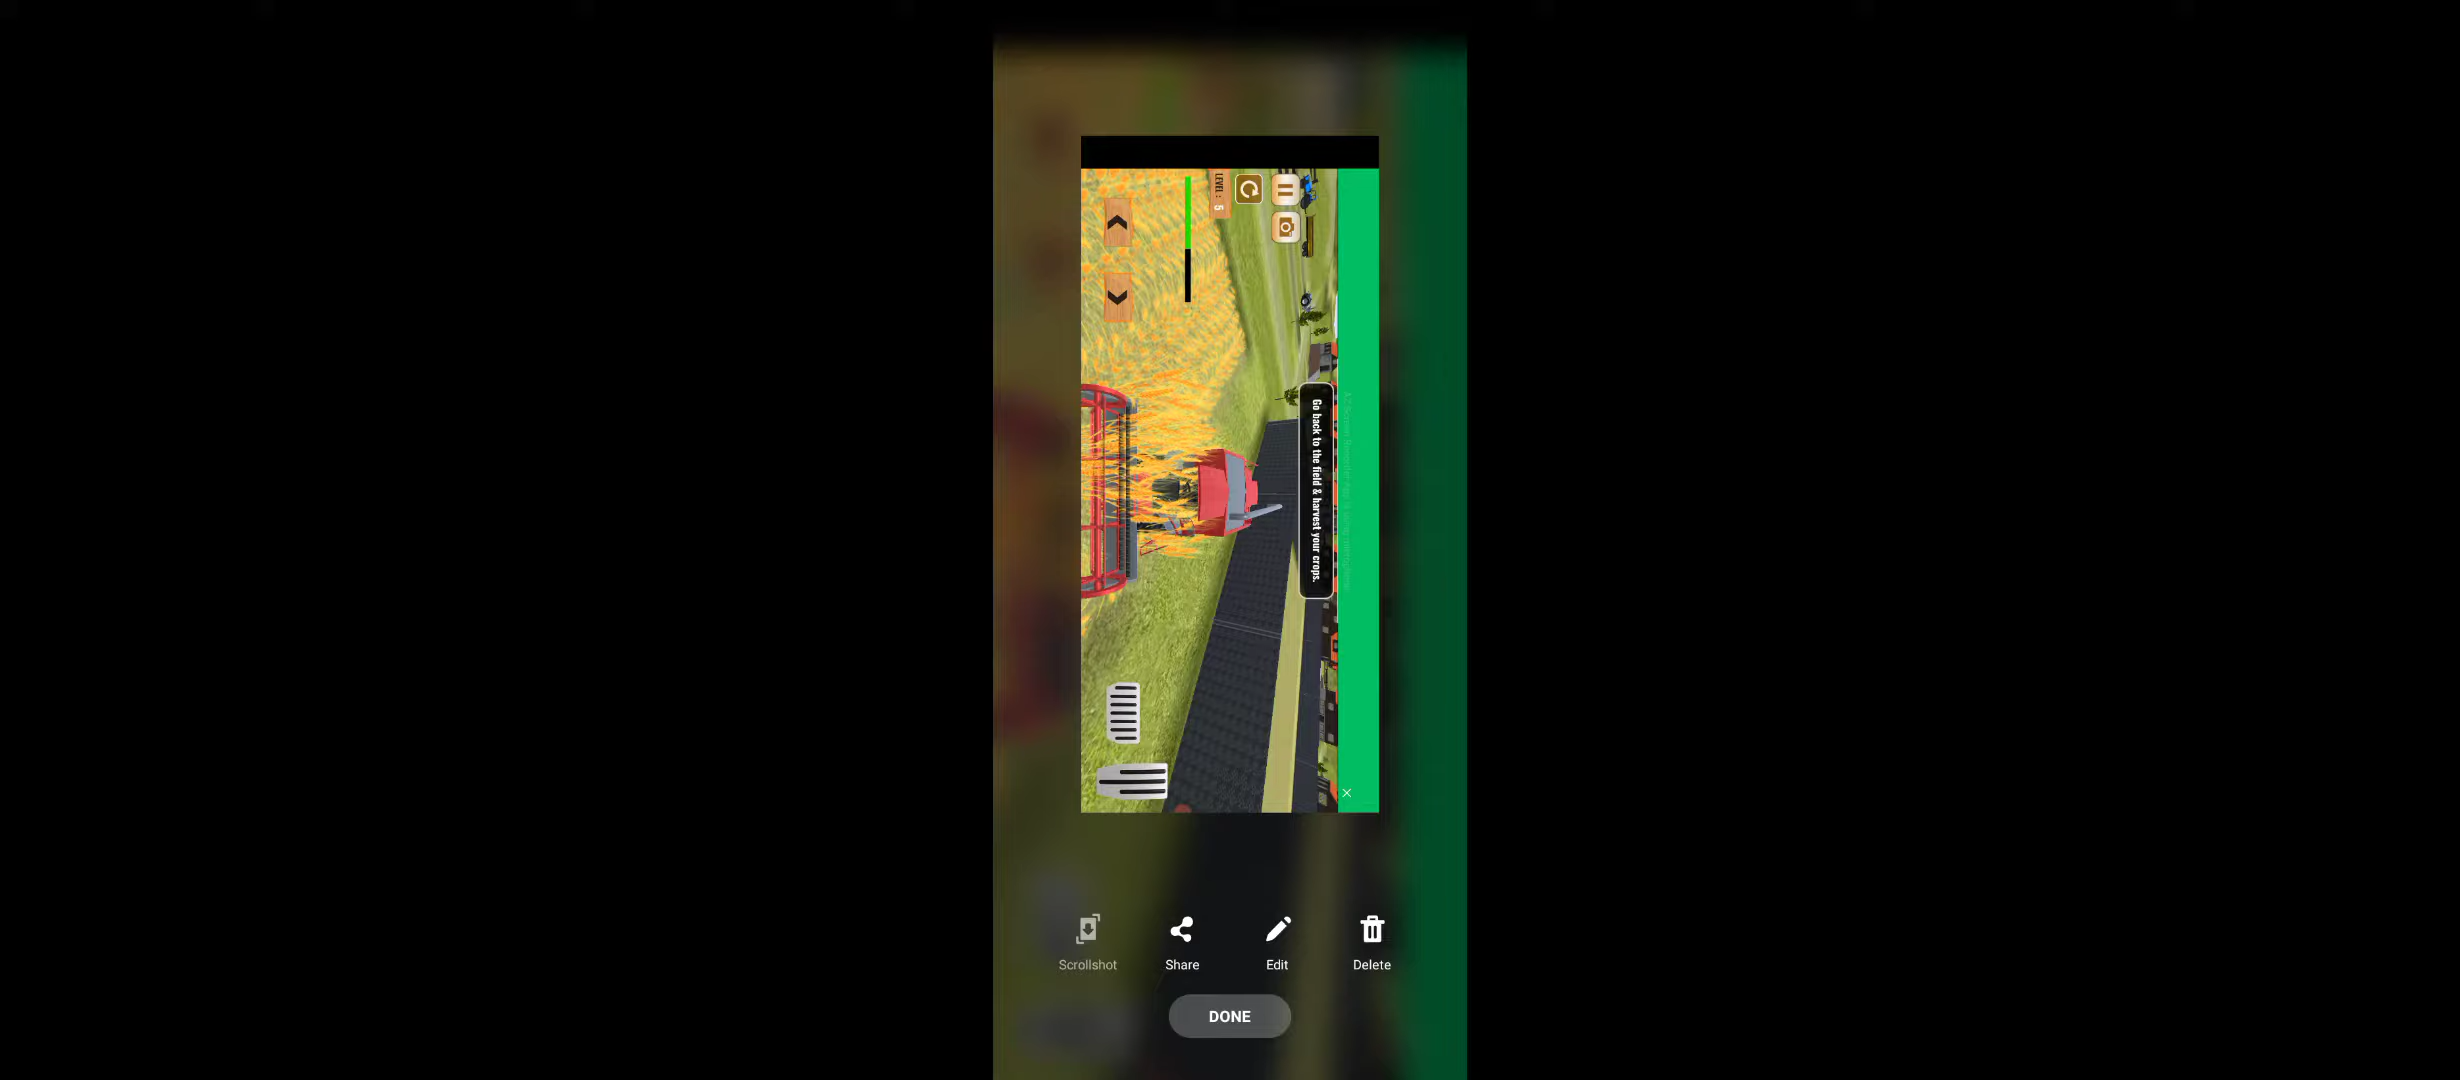 LEVEL : 5
Go back to the field & harvest your crops.
Scrollshot
Share
Edit
Delete
DONE